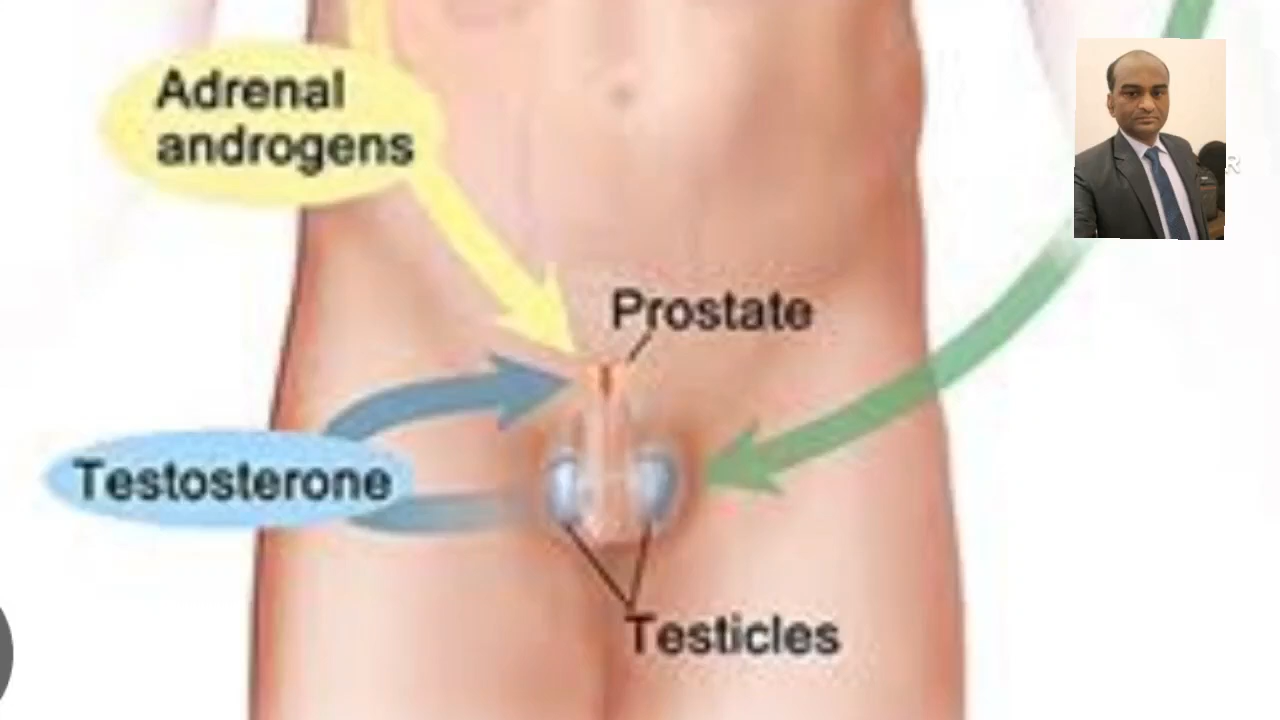 Adrenal
androgens
R
Prostate
Testosterone
Testicles